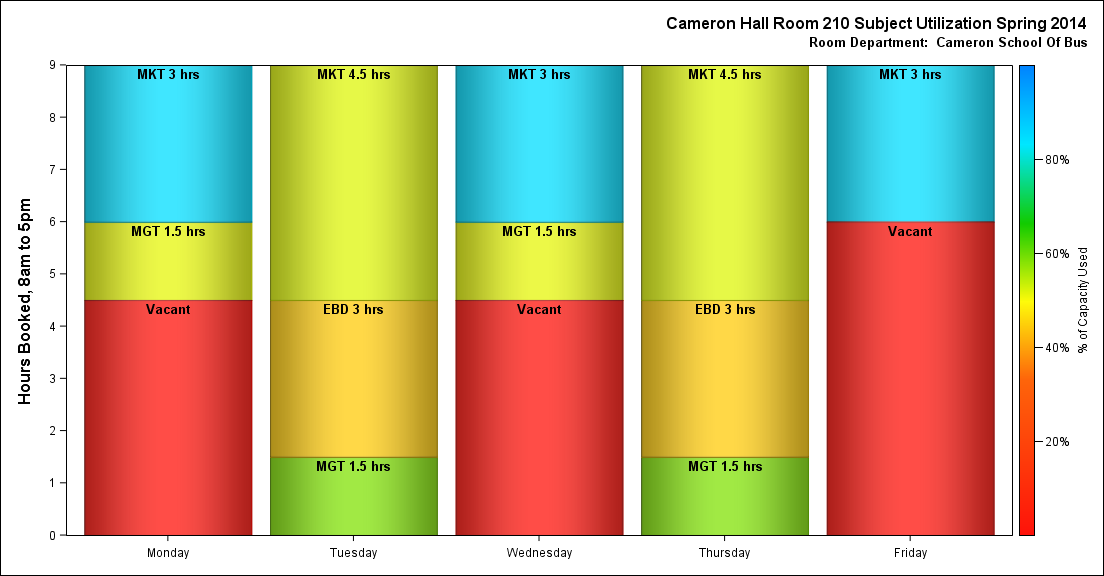 Cameron Hall Room 210 Subject Utilization Spring 2014
Room Department:  Cameron School Of Bus
Hours Booked, 8am to 5pm
9
8
7
6
5
4
3
2
1
0
MKT 3 hrs
MGT 1.5 hrs
Vacant
MKT 4.5 hrs
EBD 3 hrs
MGT 1.5 hrs
MKT 3 hrs
MGT 1.5 hrs
Vacant
MKT 4.5 hrs
EBD 3 hrs
MGT 1.5 hrs
MKT 3 hrs
Vacant
Monday
Tuesday
Wednesday
Thursday
Friday
80%
60%
40%
20%
% of Capacity Used